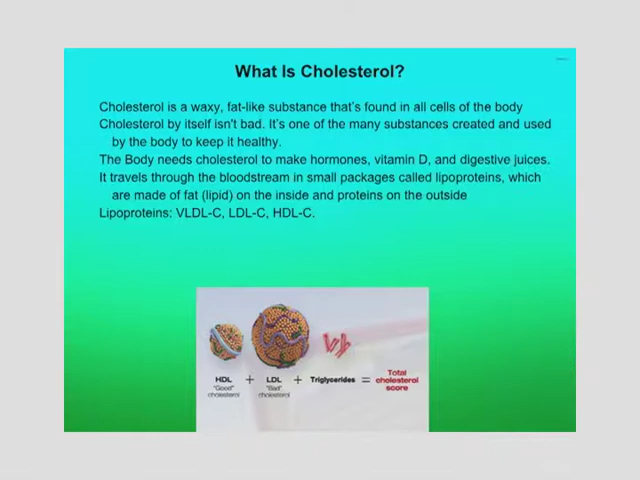 What Is Cholesterol?
Cholesterol is a waxy, fat-like substance that's found in all cells of the body
Cholesterol by itself isn't bad. It's one of the many substances created and used
by the body to keep it healthy.
The Body needs cholesterol to make hormones, vitamin D, and digestive juices.
It travels through the bloodstream in small packages called lipoproteins, which
are made of fat (lipid) on the inside and proteins on the outside
Lipoproteins: VLDL-C, LDL-C, HDL-C.
HDL + LDL + Triglycerides = Total cholesterol score
"Good" cholesterol "Bad" cholesterol